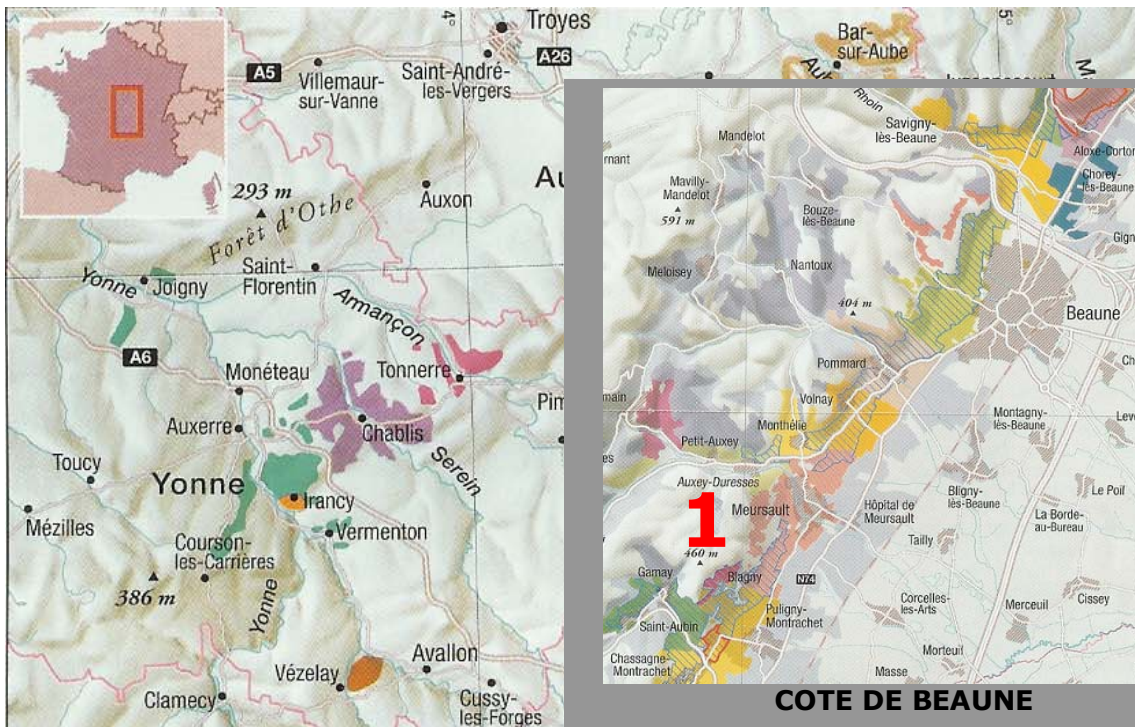 4°
Troyes
A5
A26
Villemaur-
sur-Vanne
Saint-André-
les-Vergers
Bar-
sur-Aube
5°
293 m
Forêt d'Othe
Auxon
Saint-
Florentin
Yonne
Joigny
Armançon
A6
Monéteau
Tonnerre
Auxerre
Chablis
Serein
Toucy
Yonne
Irancy
Mézilles
Vermenton
Courson-
les-Carrières
386 m
Yonne
Vézelay
Avallon
Clamecy
Cussy-
les-Forges
Rhoin
Savigny-
lès-Beaune
Mandelot
Aloxe-Corton
Chorey-
lès-Beaune
Mavilly-
Mandelot
591 m
Bouze-
lès-Beaune
Meloisey
Nantoux
404 m
Beaune
Pommard
Volnay
Montagny-
lès-Beaune
Monthélie
Petit-Auxey
Auxey-Duresses
1
Meursault
Hôpital de
Meursault
Bligny-
lès-Beaune
Le Poil
La Borde-
au-Bureau
Tailly
460 m
Gamay
Blagny
N74
Corcelles-
les-Arts
Merceuil
Cissey
Saint-Aubin
Puligny-
Montrachet
Morteuil
Chassagne-
Montrachet
Masse
COTE DE BEAUNE